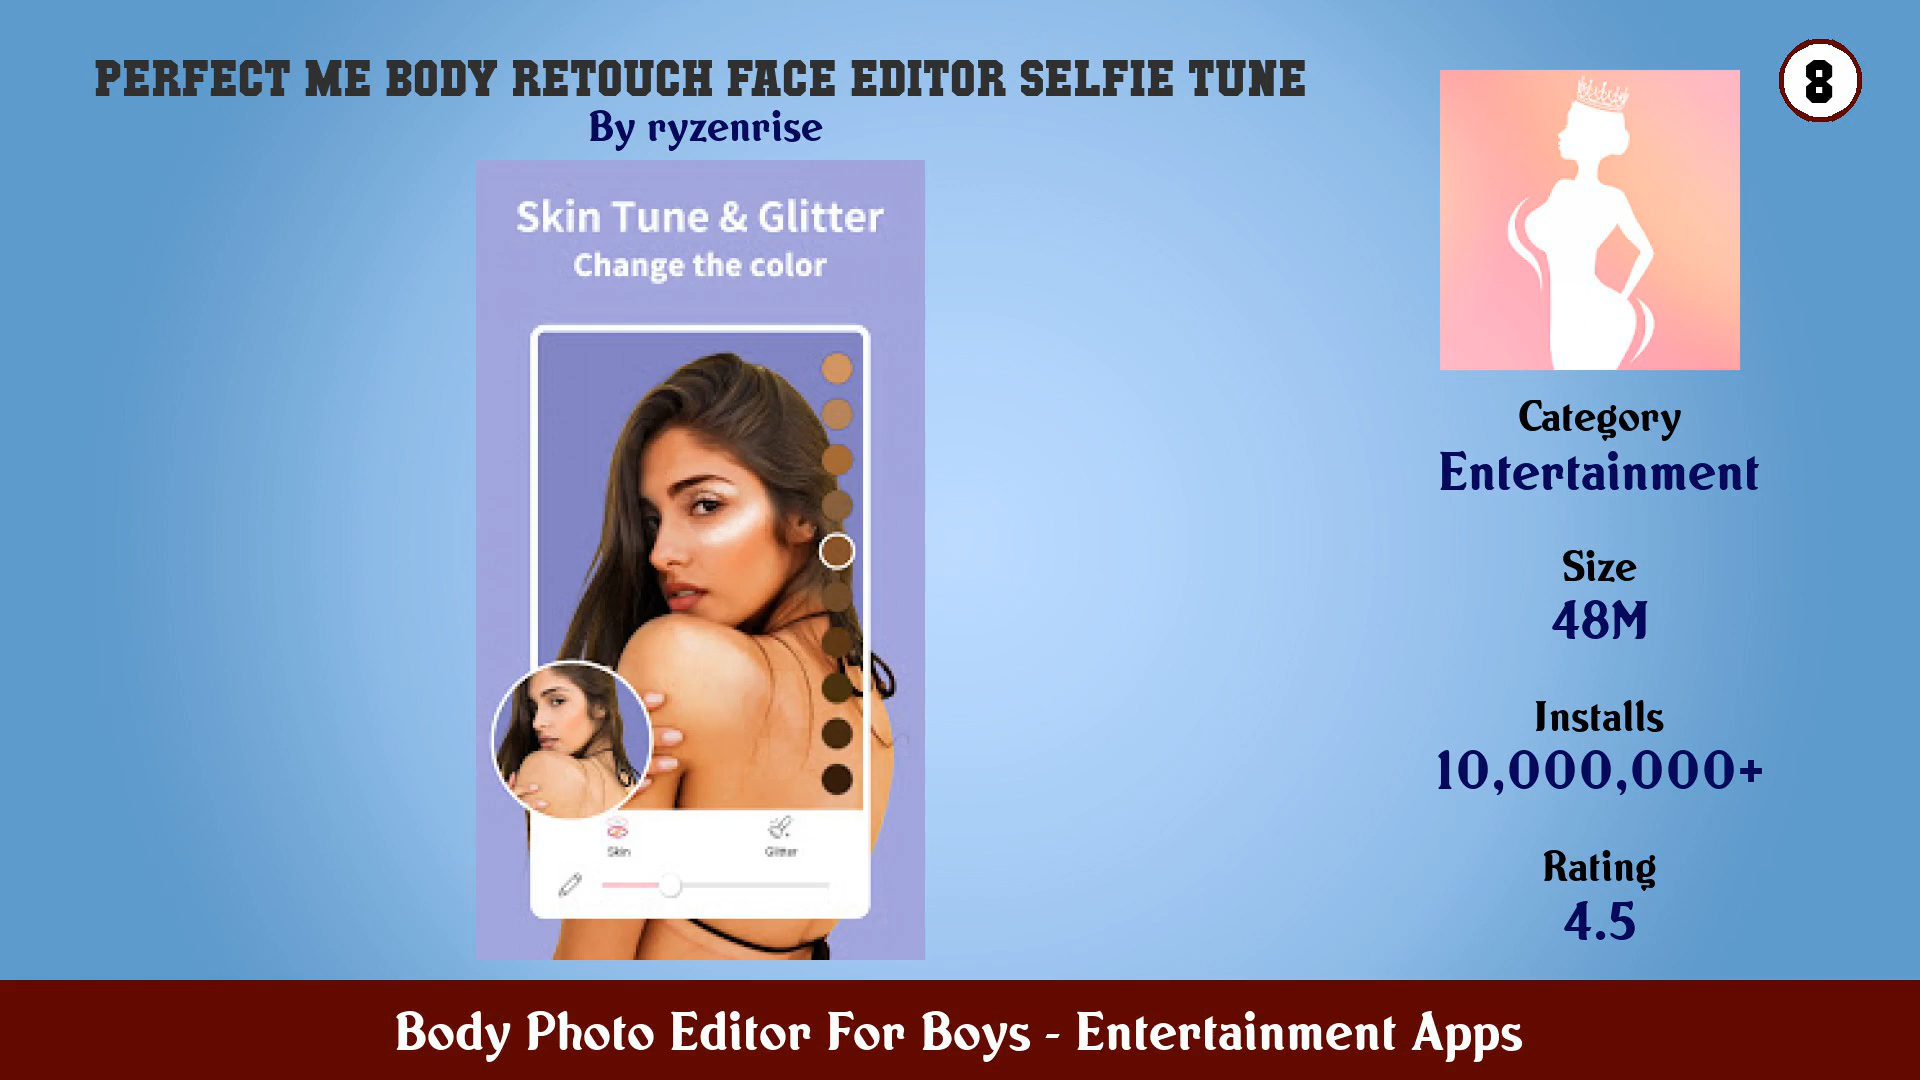 PERFECT ME BODY RETOUCH FACE EDITOR SELFIE TUNE
By ryzenrise
8
Skin Tune & Glitter
Change the color
Skin
Glitter
Category
Entertainment
Size
48M
Installs
10,000,000+
Rating
4.5
Body Photo Editor For Boys - Entertainment Apps